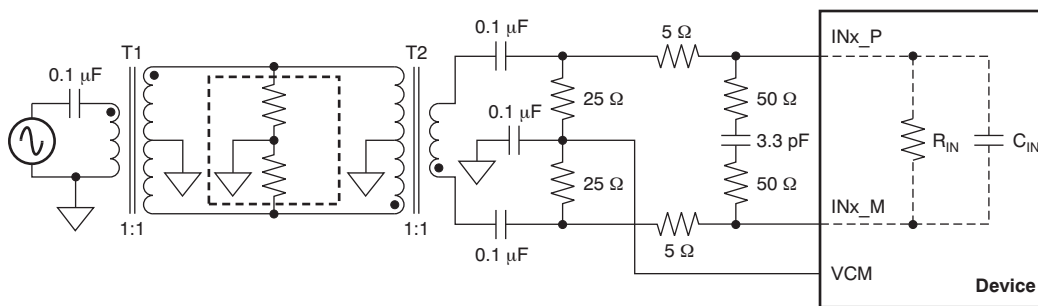 0.1 µF
T1
T2
0.1 µF
5 Ω
INx_P
25 Ω
50 Ω
0.1 µF
3.3 pF
R_IN
C_IN
25 Ω
50 Ω
1:1
1:1
0.1 µF
5 Ω
INx_M
VCM
Device